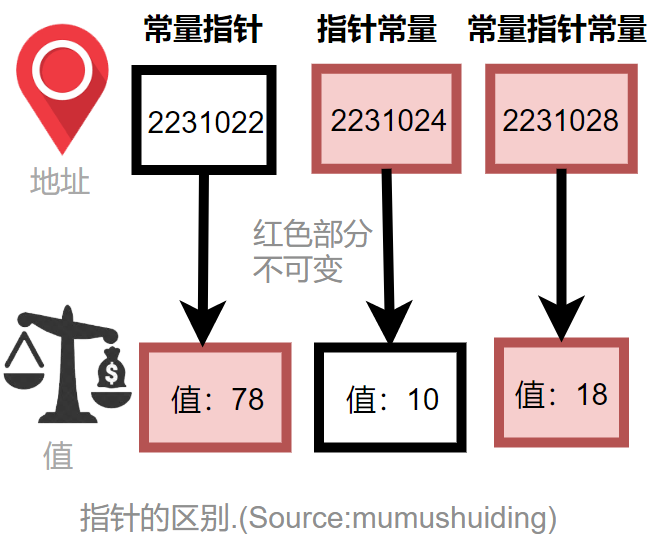 常量指针 指针常量 常量指针常量
2231022 2231024 2231028
地址
红色部分
不可变
$
值：78 值：10 值：18
值
指针的区别.(Source:mumushuiding)